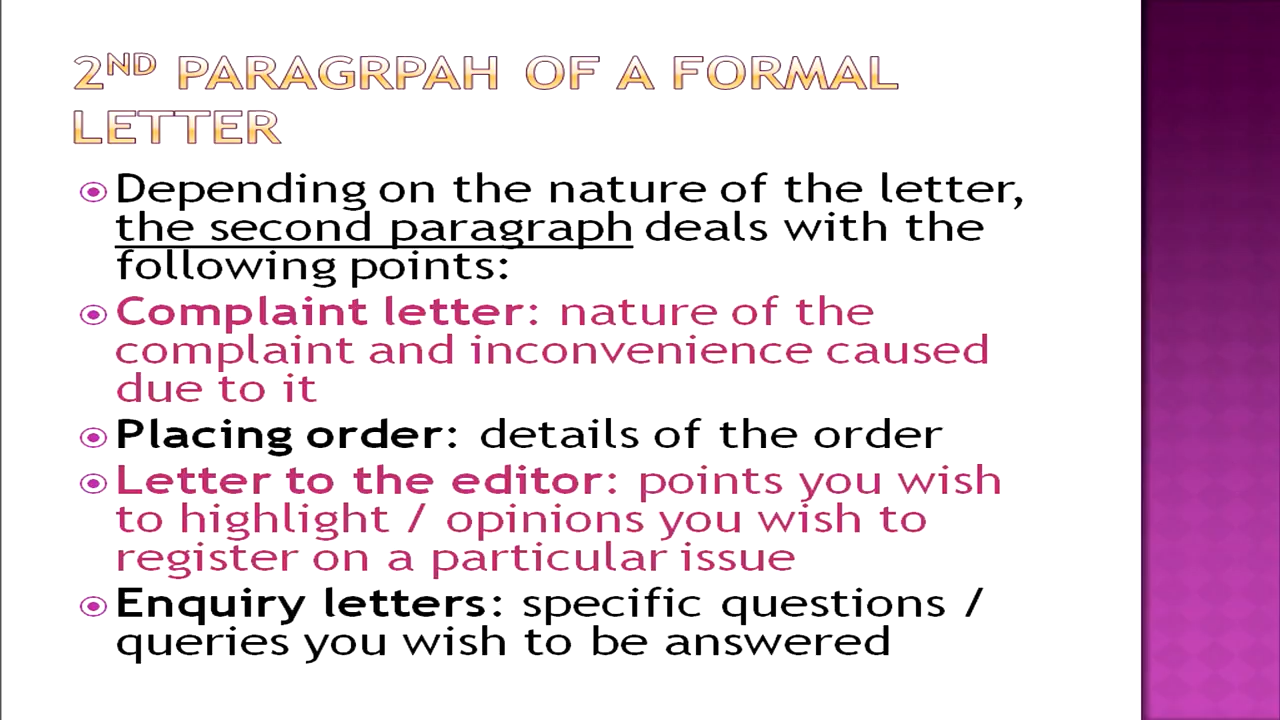 2ND PARAGRPAH OF A FORMAL
LETTER
Depending on the nature of the letter,
the second paragraph deals with the
following points:
Complaint letter: nature of the
complaint and inconvenience caused
due to it
Placing order: details of the order
Letter to the editor: points you wish
to highlight / opinions you wish to
register on a particular issue
Enquiry letters: specific questions /
queries you wish to be answered